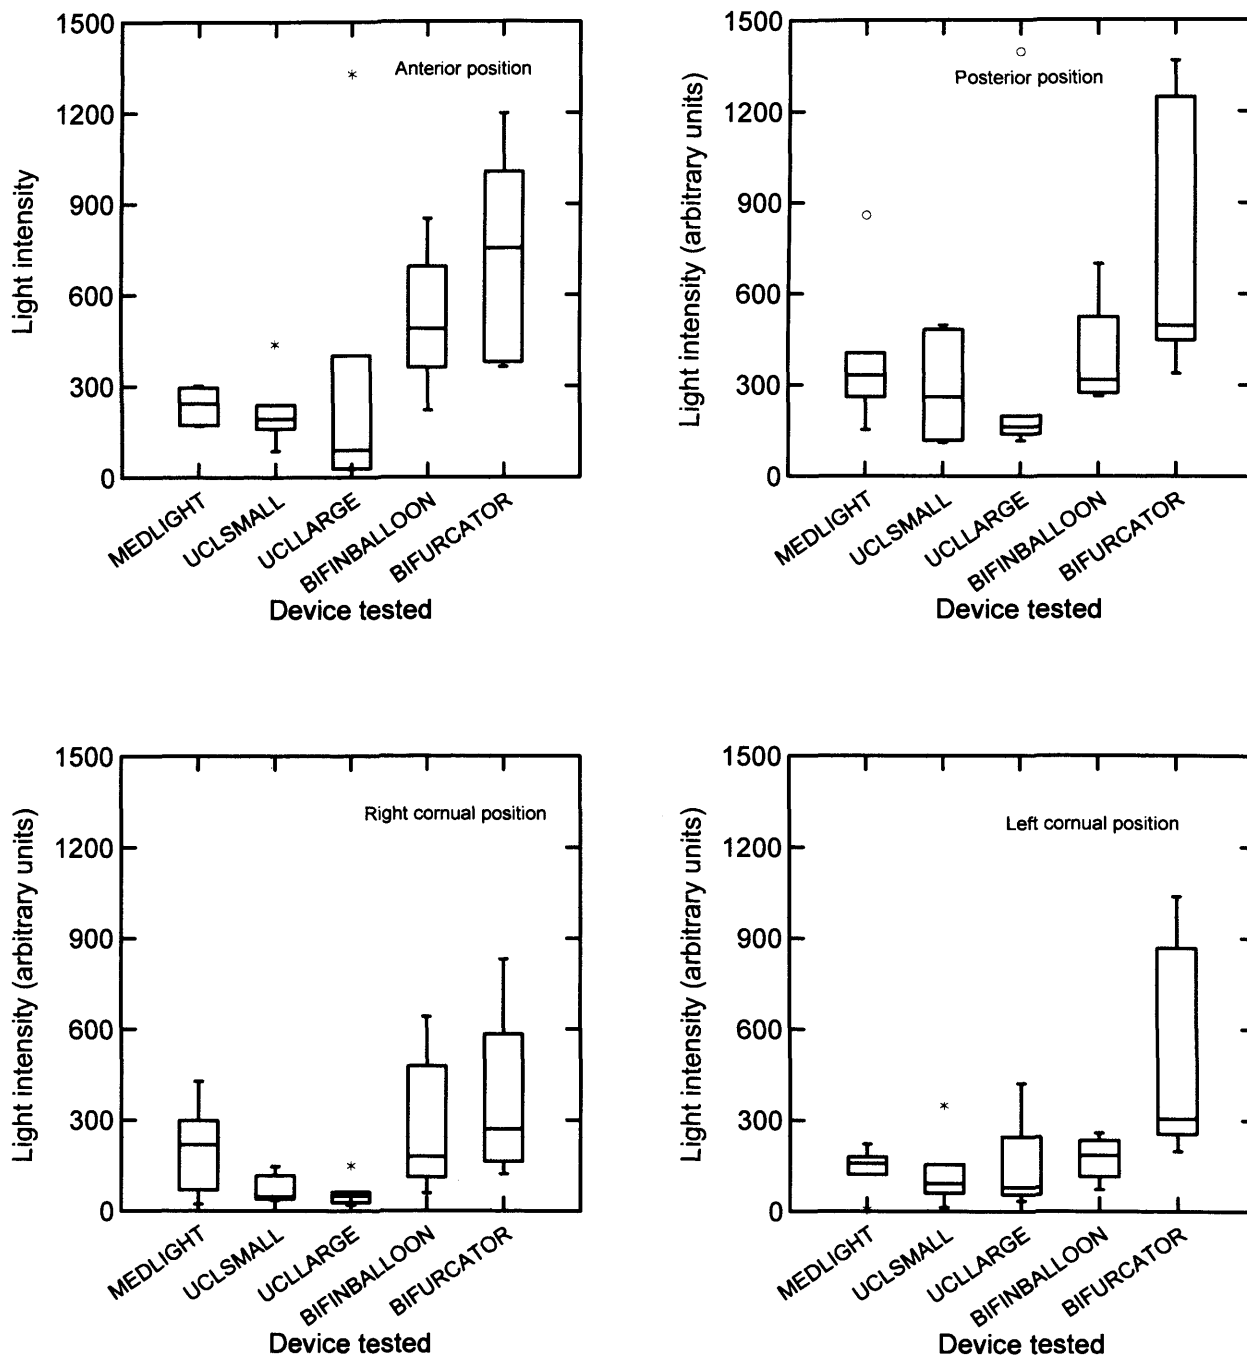 1500
1200
900
600
300
0
Light intensity
Anterior position
MEDLIGHT
UCLSMALL
UCLLARGE
BIFINBALLOON
BIFURCATOR
Device tested
1500
1200
900
600
300
0
Light intensity (arbitrary units)
Posterior position
MEDLIGHT
UCLSMALL
UCLLARGE
BIFINBALLOON
BIFURCATOR
Device tested
1500
1200
900
600
300
0
Light intensity (arbitrary units)
Right cornual position
MEDLIGHT
UCLSMALL
UCLLARGE
BIFINBALLOON
BIFURCATOR
Device tested
1500
1200
900
600
300
0
Light intensity (arbitrary units)
Left cornual position
MEDLIGHT
UCLSMALL
UCLLARGE
BIFINBALLOON
BIFURCATOR
Device tested